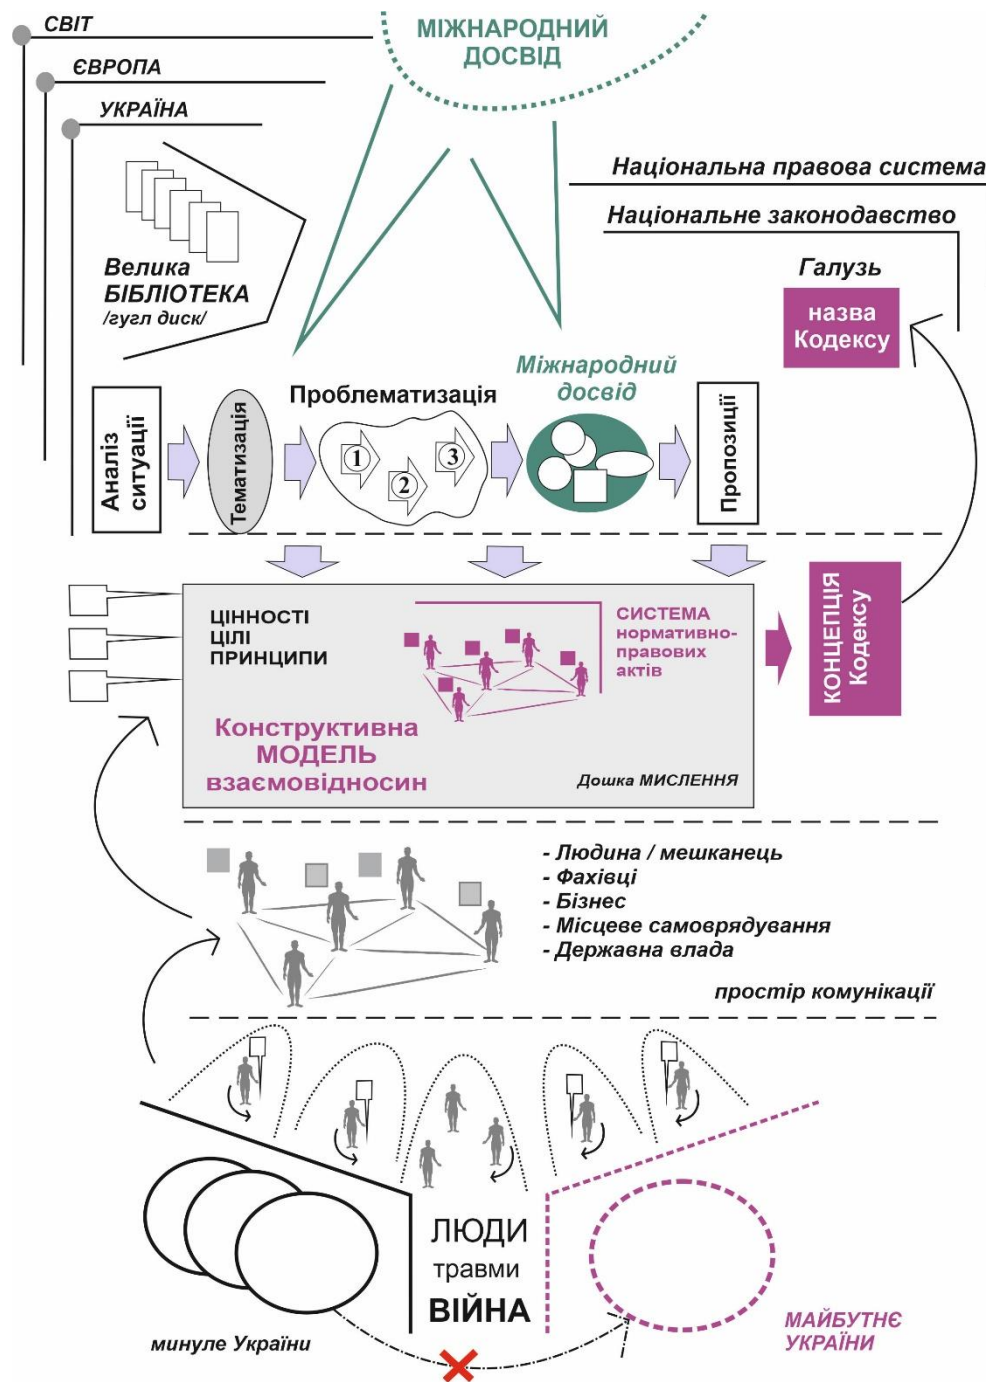 СВІТ
ЄВРОПА
УКРАЇНА
МІЖНАРОДНИЙ
ДОСВІД
Національна правова система
Національне законодавство
Галузь
назва
Кодексу
Велика
БІБЛІОТЕКА
/гугл диск/
Аналіз
ситуації
Тематизація
Проблематизація
1
2
3
Міжнародний
досвід
Пропозиції
ЦІННОСТІ
ЦІЛІ
ПРИНЦИПИ
СИСТЕМА
нормативно-
правових
актів
Конструктивна
МОДЕЛЬ
взаємовідносин
Дошка МИСЛЕННЯ
КОНЦЕПЦІЯ
Кодексу
- Людина / мешканець
- Фахівці
- Бізнес
- Місцеве самоврядування
- Державна влада
простір комунікації
ЛЮДИ
травми
ВІЙНА
минуле України
МАЙБУТНЄ
УКРАЇНИ